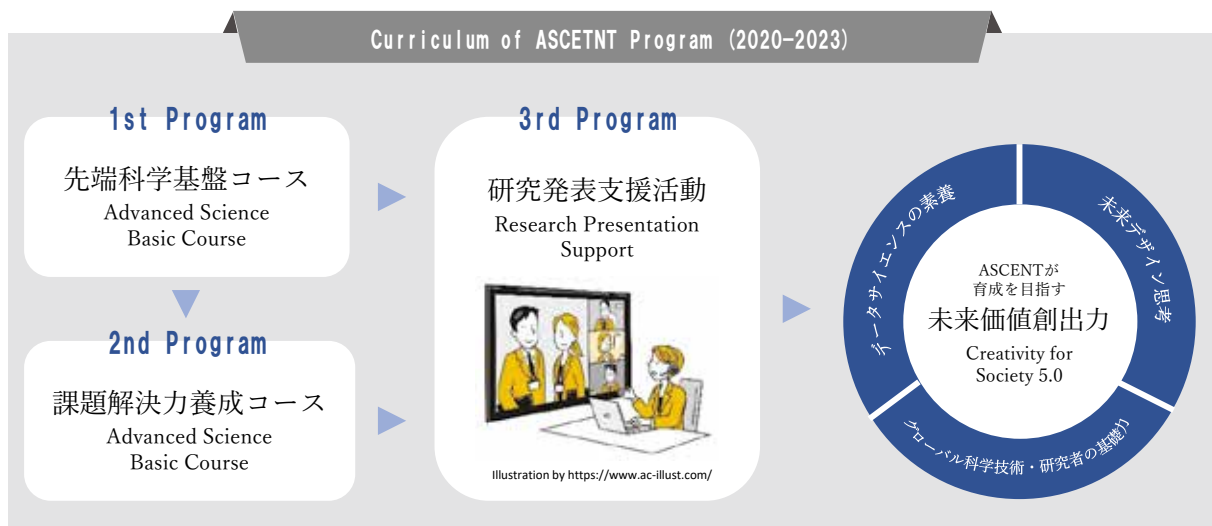 Curriculum of ASCETNT Program (2020-2023)
1st Program
先端科学基盤コース
Advanced Science
Basic Course
2nd Program
課題解決力養成コース
Advanced Science
Basic Course
3rd Program
研究発表支援活動
Research Presentation
Support
Illustration by https://www.ac-illust.com/
データサイエンスの素養
未来デザイン思考
グローバル科学技術・研究者の基礎力
ASCENTが
育成を目指す
未来価値創出力
Creativity for
Society 5.0